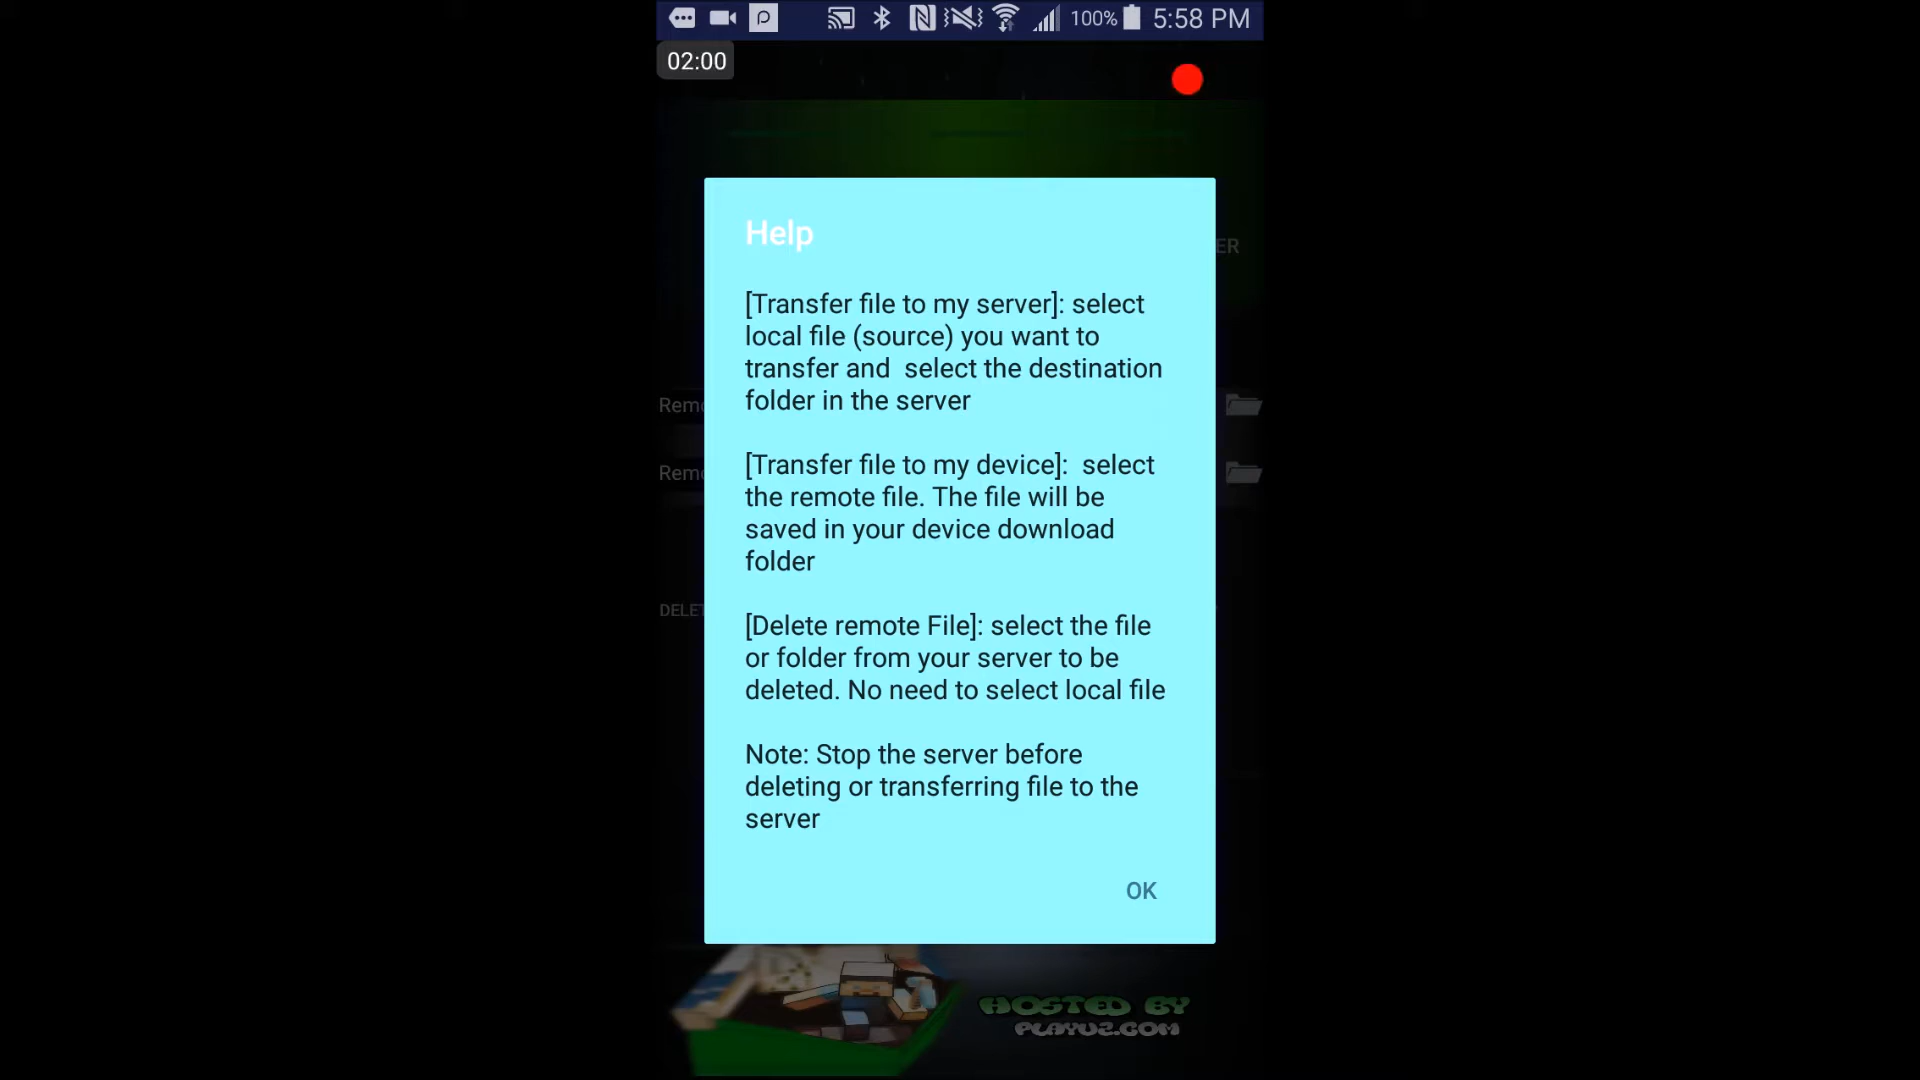 100% 5:58 PM
02:00
ER
Help
[Transfer file to my server]: select
local file (source) you want to
transfer and  select the destination
folder in the server
Remo
[Transfer file to my device]:  select
Remo
the remote file. The file will be
saved in your device download
folder
DELET
[Delete remote File]: select the file
or folder from your server to be
deleted. No need to select local file
Note: Stop the server before
deleting or transferring file to the
server
OK
HOSTED BY
PLAYUZ.COM